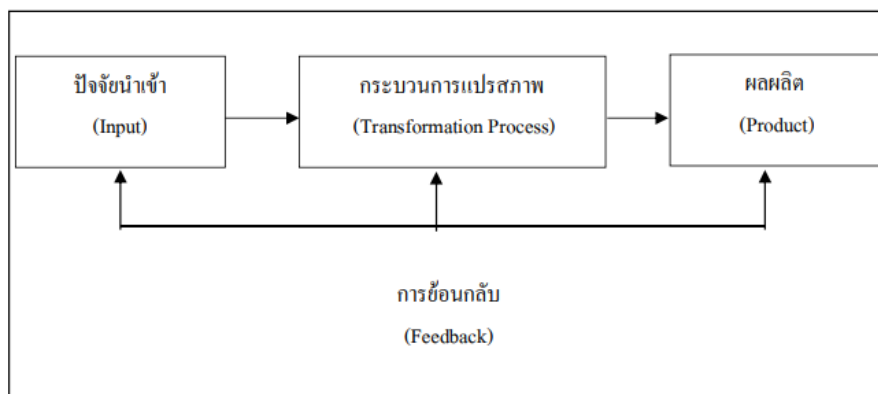 ปัจจัยนำเข้า
(Input)
กระบวนการแปรสภาพ
(Transformation Process)
ผลผลิต
(Product)
การย้อนกลับ
(Feedback)